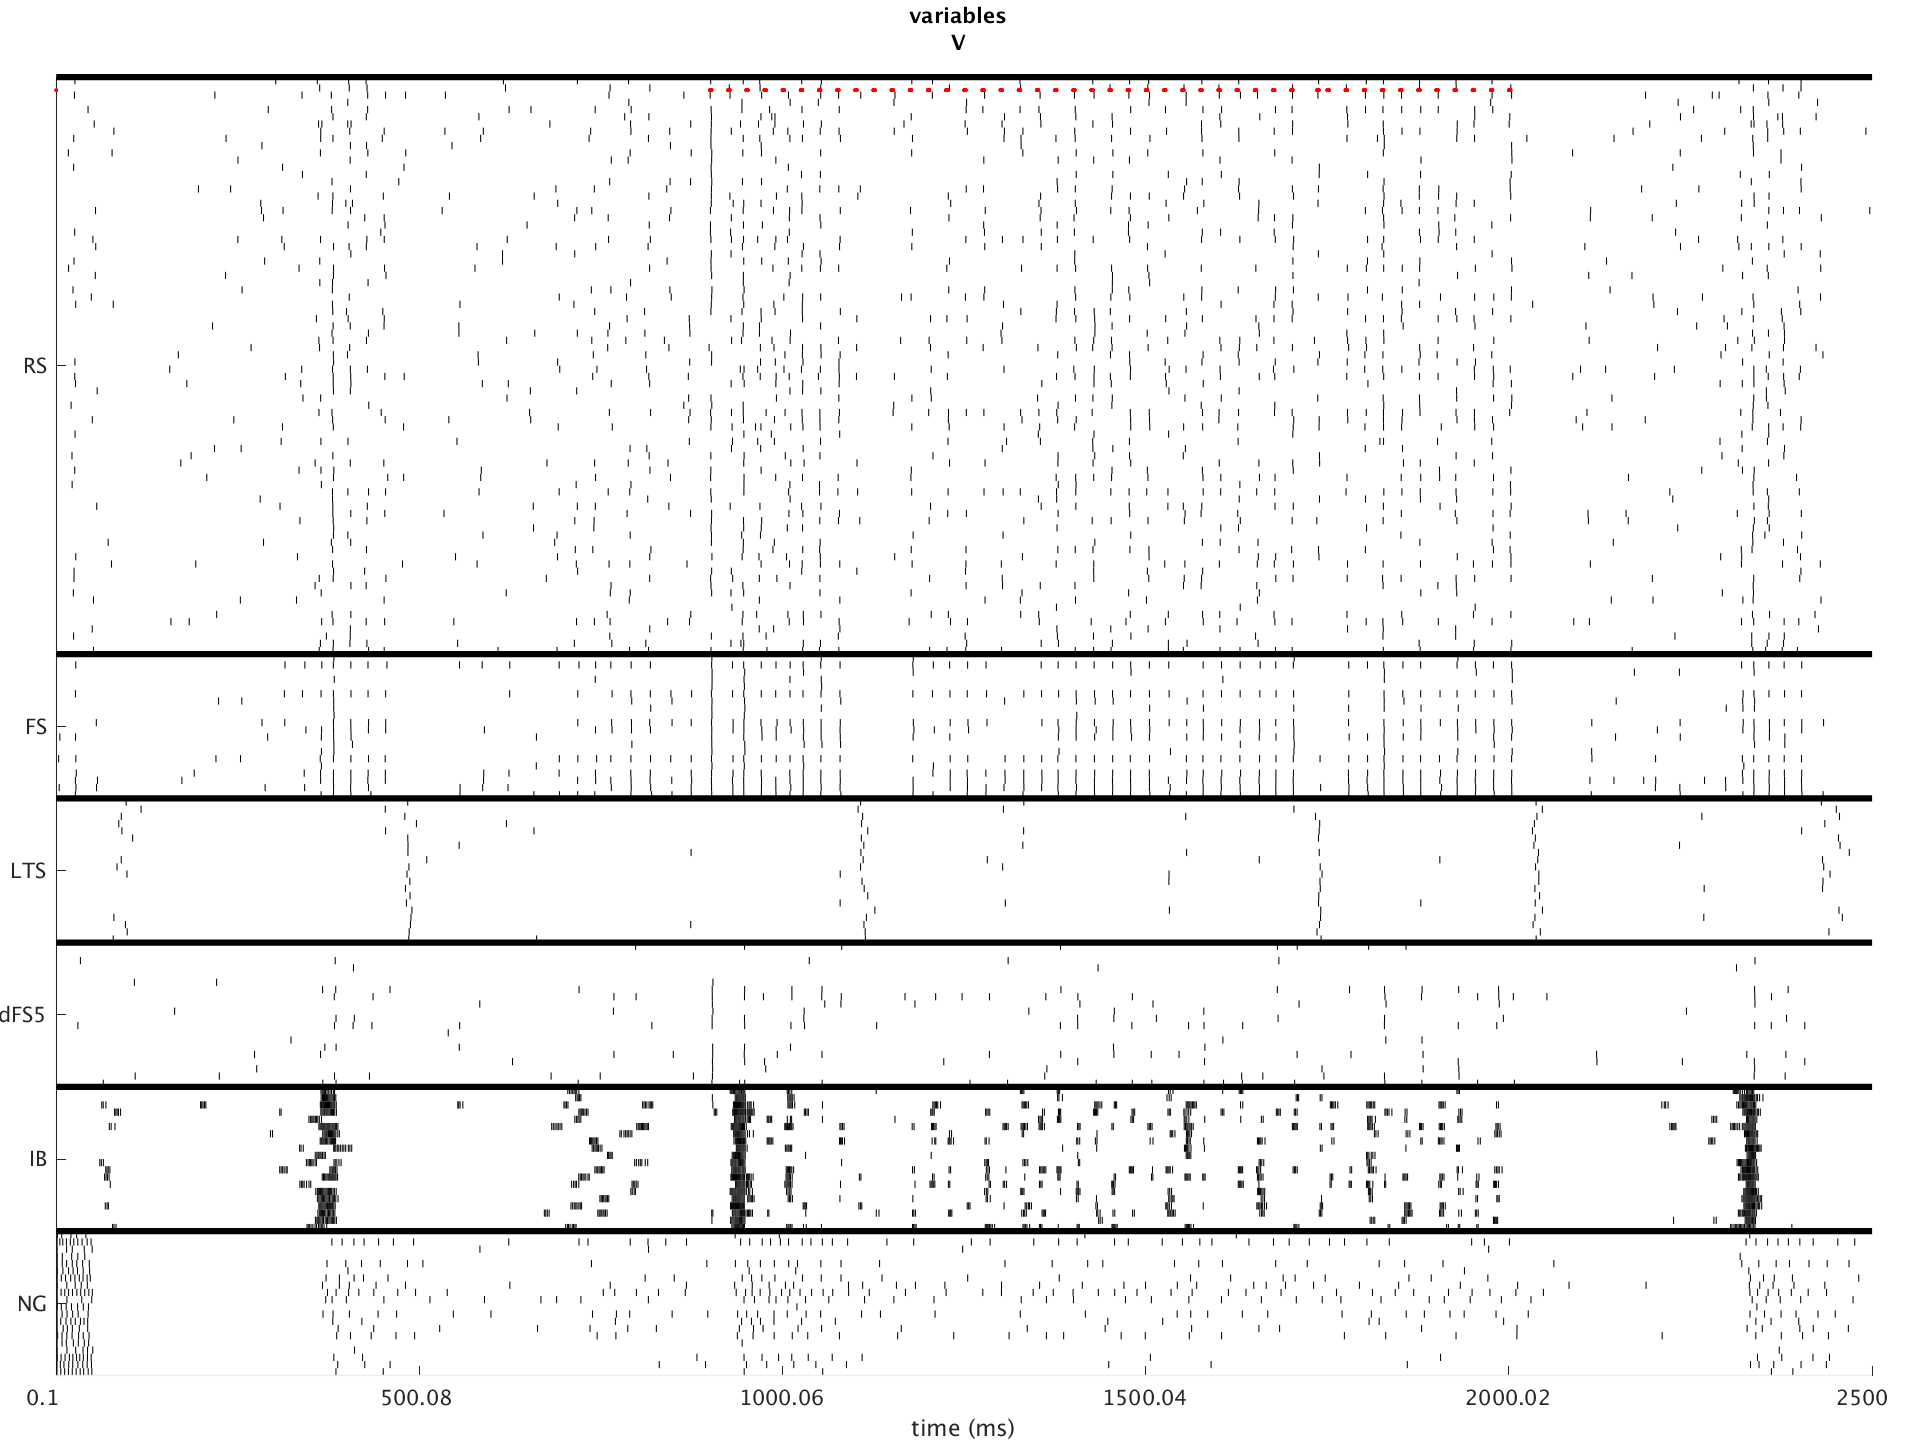 variables
V
RS
FS
LTS
dFS5
IB
NG
0.1
500.08
1000.06
1500.04
2000.02
2500
time (ms)